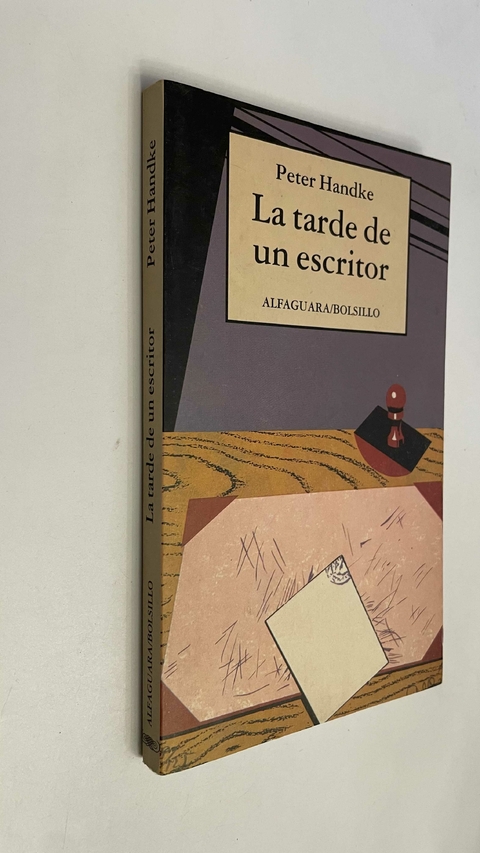 Peter Handke
La tarde de
un escritor
ALFAGUARA/BOLSILLO
Peter Handke
La tarde de un escritor
ALFAGUARA/BOLSILLO